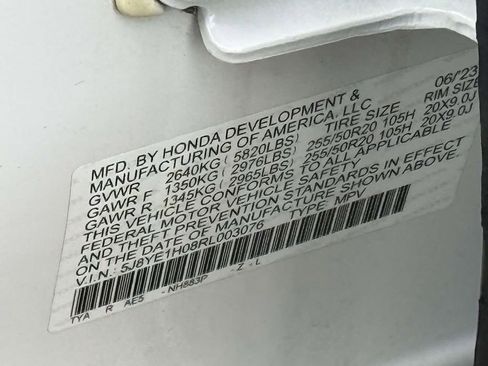 06/'23
MFD. BY HONDA DEVELOPMENT &
MANUFACTURING OF AMERICA, LLC
TIRE SIZE RIM SIZE
GVWR 2640KG ( 5820LBS)
GAWR F 1350KG ( 2976LBS) 255/50R20 105H 20X9.0J
GAWR R 1345KG ( 2965LBS) 255/50R20 105H 20X9.0J
THIS VEHICLE CONFORMS TO ALL APPLICABLE
FEDERAL MOTOR VEHICLE SAFETY
AND THEFT PREVENTION STANDARDS IN EFFECT
ON THE DATE OF MANUFACTURE SHOWN ABOVE.
V.I.N.: 5J8YE1H08RL003076 TYPE: MPV
TYA R AE5 - NH883P - Z - L